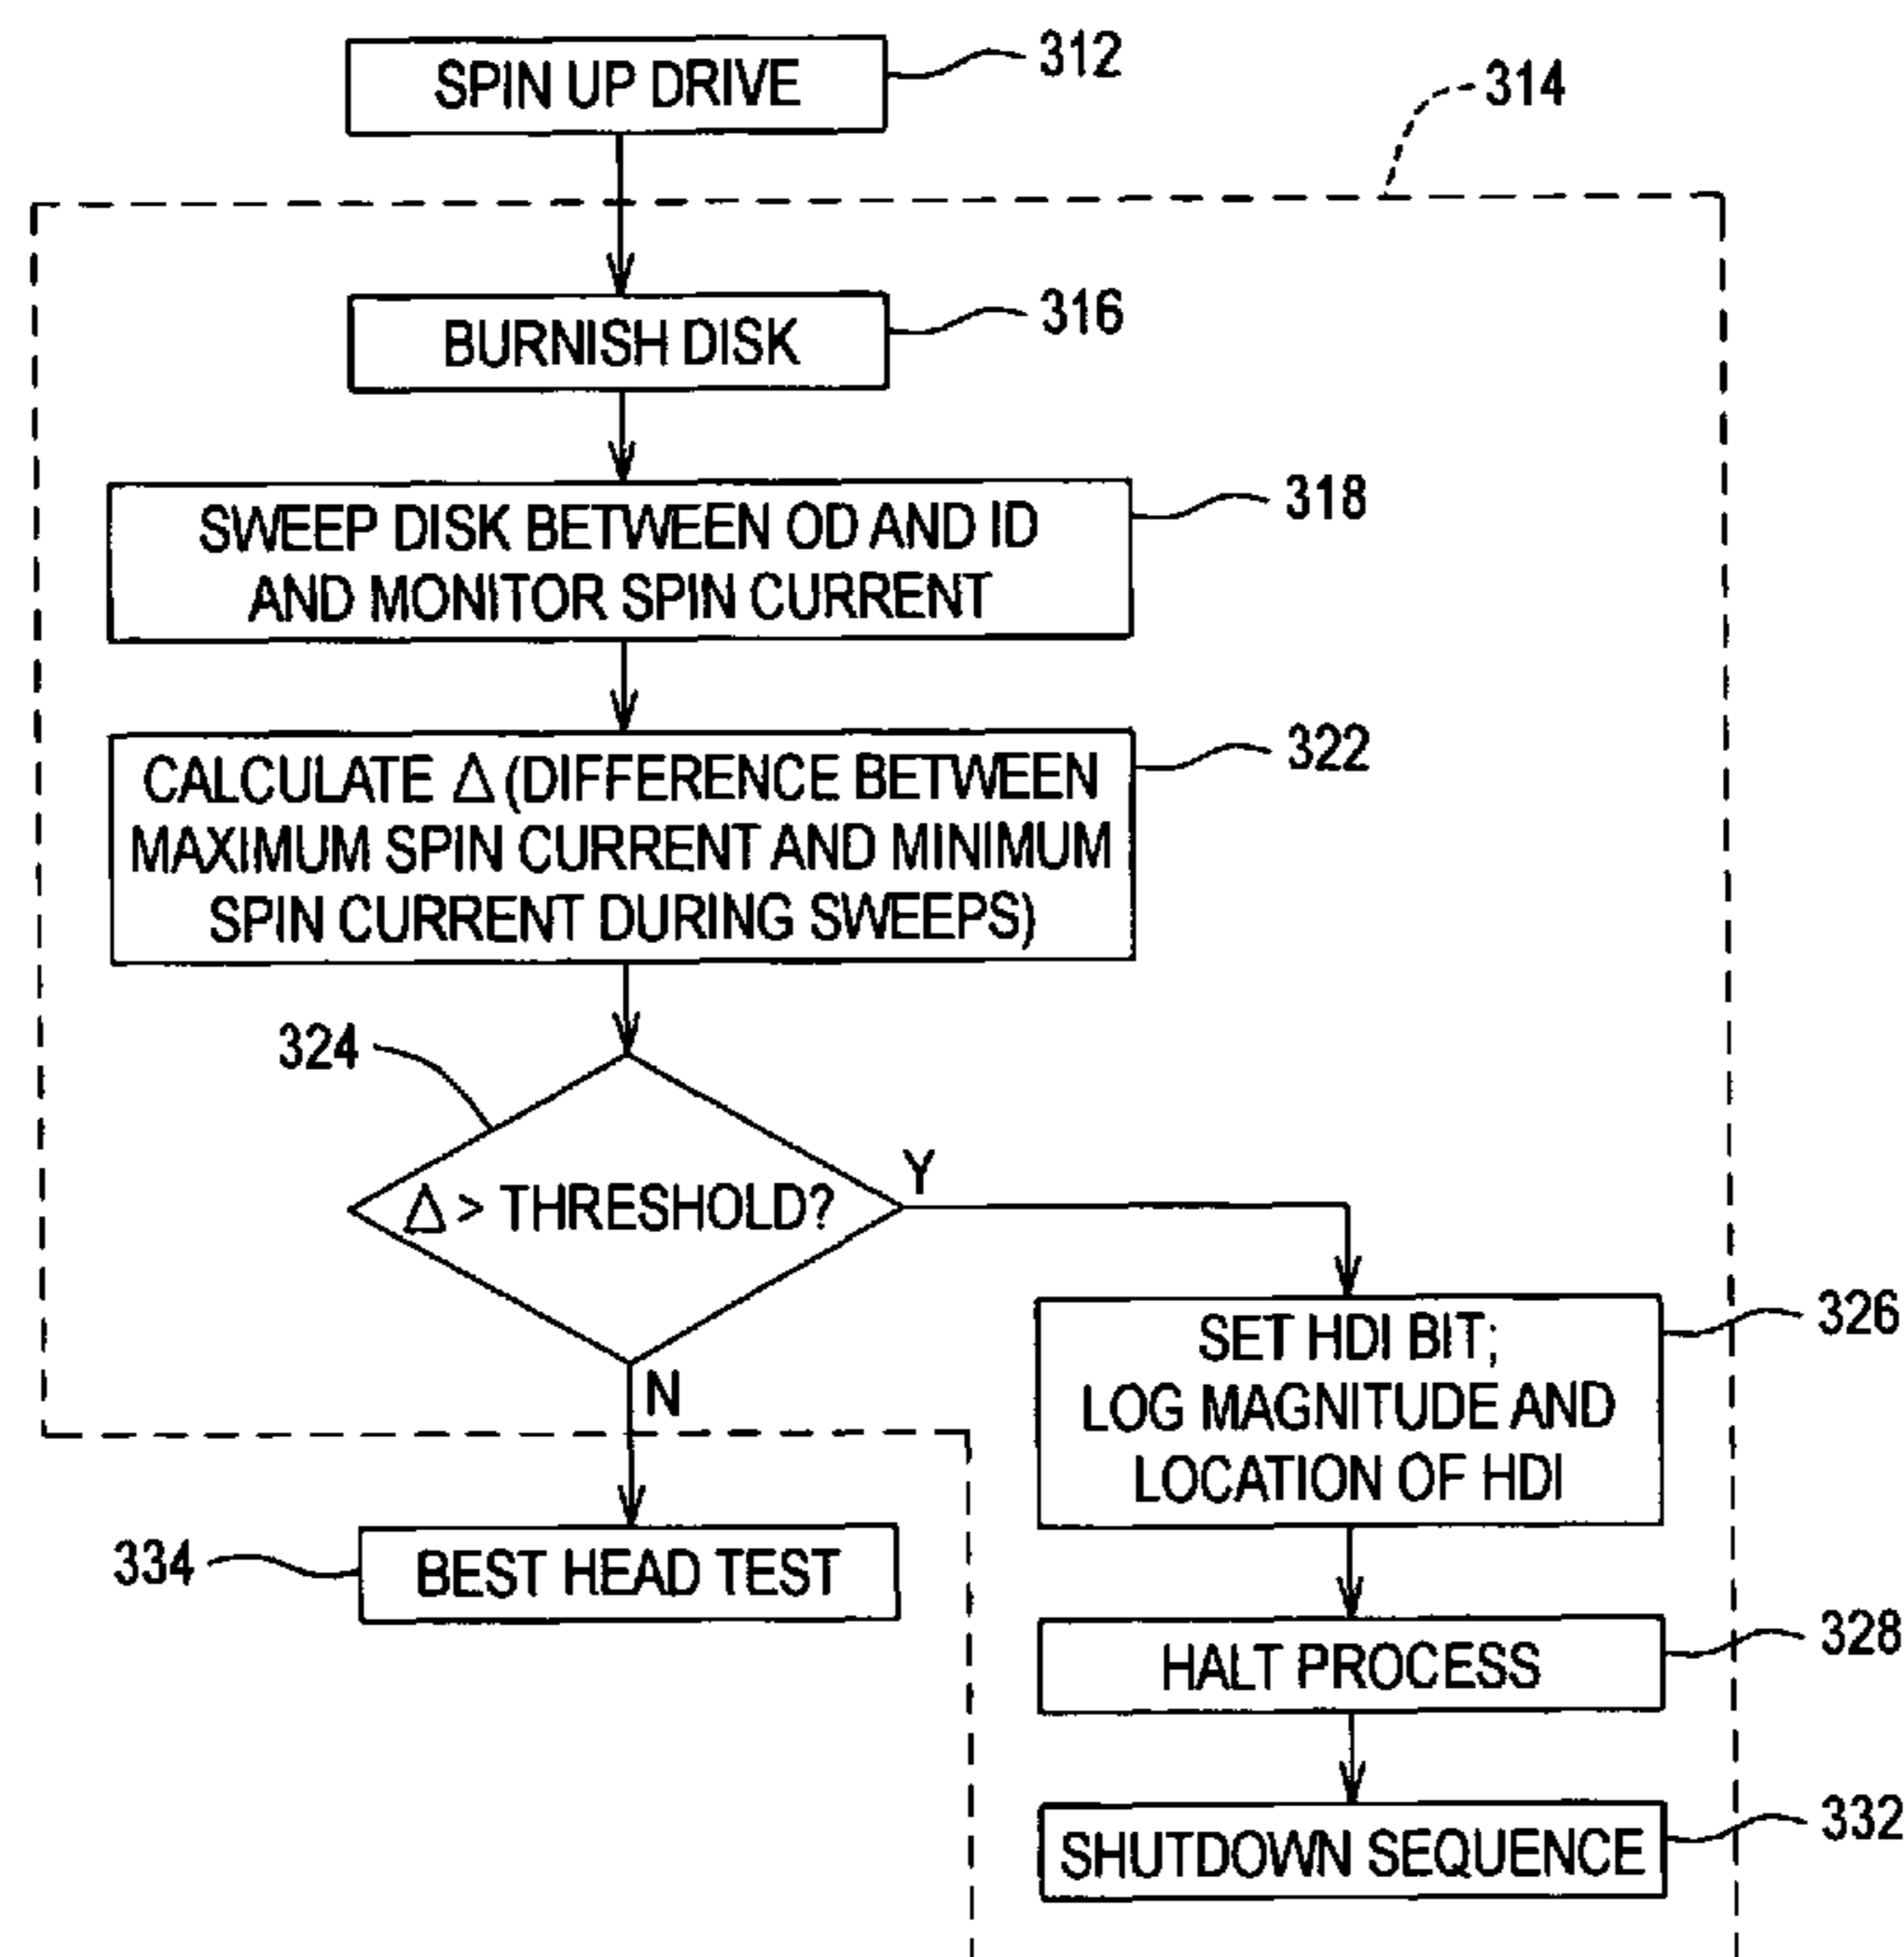 SPIN UP DRIVE
312
314
BURNISH DISK
316
SWEEP DISK BETWEEN OD AND ID
AND MONITOR SPIN CURRENT
318
CALCULATE Δ (DIFFERENCE BETWEEN
MAXIMUM SPIN CURRENT AND MINIMUM
SPIN CURRENT DURING SWEEPS)
322
324
Δ > THRESHOLD?
Y
N
SET HDI BIT;
LOG MAGNITUDE AND
LOCATION OF HDI
326
334
BEST HEAD TEST
HALT PROCESS
328
SHUTDOWN SEQUENCE
332